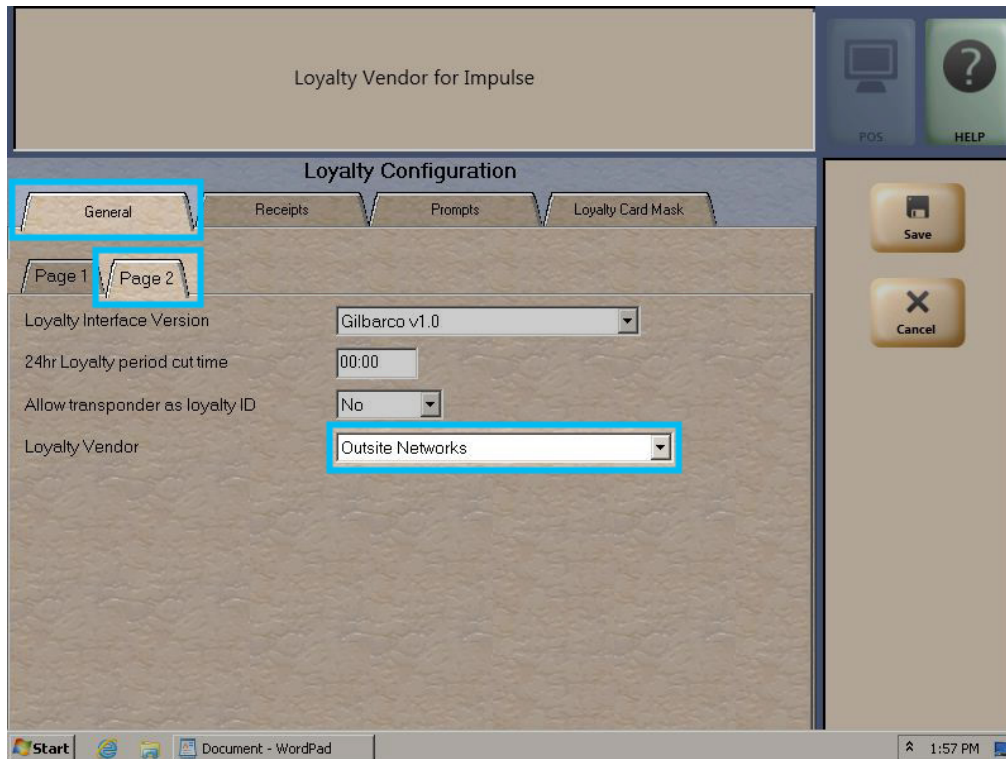 Loyalty Vendor for Impulse
POS
HELP
Loyalty Configuration
General
Receipts
Prompts
Loyalty Card Mask
Save
Page 1
Page 2
Cancel
Loyalty Interface Version
Gilbarco v1.0
24hr Loyalty period cut time
00:00
Allow transponder as loyalty ID
No
Loyalty Vendor
Outsite Networks
Start
Document - WordPad
1:57 PM